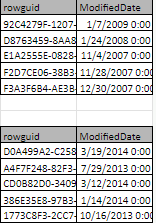 rowguid ModifiedDate
92C4279F-1207- 1/7/2009 0:00
D8763459-8AA8 1/24/2008 0:00
E1A2555E-0828- 11/4/2007 0:00
F2D7CE06-38B3- 11/28/2007 0:00
F3A3F6B4-AE3B- 12/30/2007 0:00
rowguid ModifiedDate
D0A499A2-C258 3/19/2014 0:00
A4F7F248-82F3- 7/29/2013 0:00
CD0B82D0-3409 3/12/2014 0:00
386E35E8-97B3- 1/14/2014 0:00
1773C8F3-2CC7- 10/16/2013 0:00